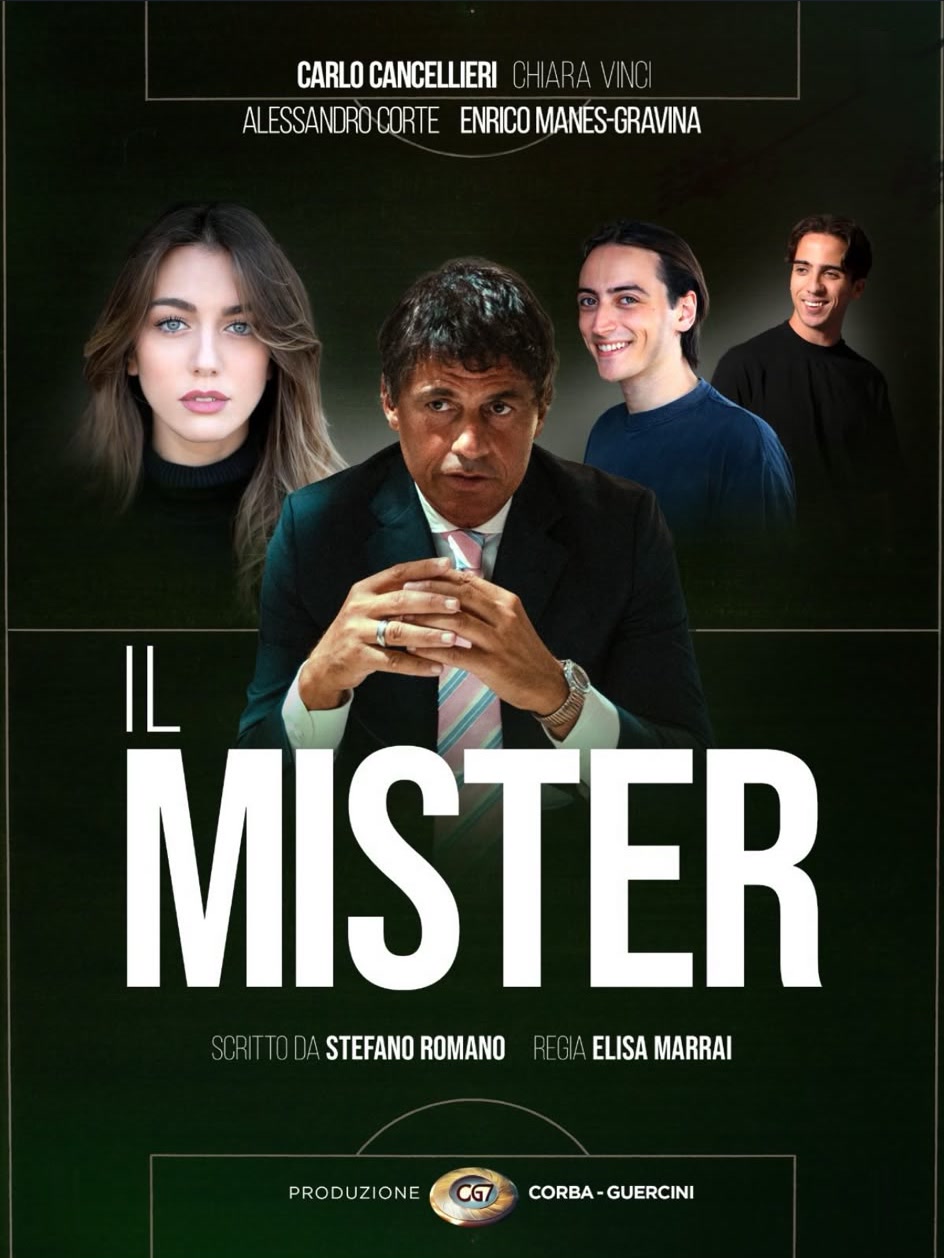 CARLO CANCELLIERI CHIARA VINCI
ALESSANDRO CORTE ENRICO MANES-GRAVINA
IL
MISTER
SCRITTO DA STEFANO ROMANO REGIA ELISA MARRAI
PRODUZIONE CG7 CORBA - GUERCINI